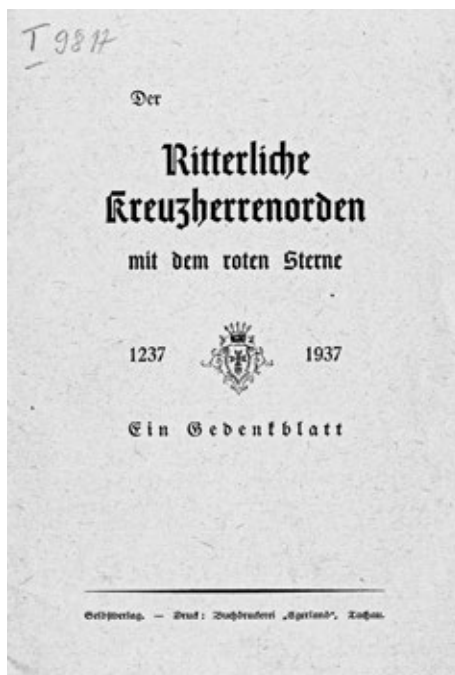 T 9817
Der
Ritterliche
Kreuzherrenorden
mit dem roten Sterne
1237 1937
Ein Gedenkblatt
Selbstverlag. — Druck: Buchdruckerei „Egerland“, Tachau.